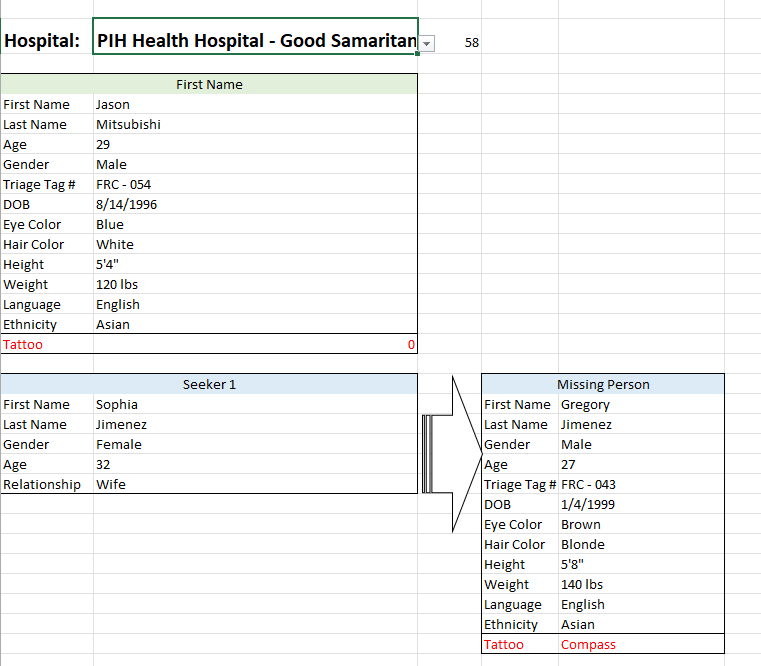 Hospital: PIH Health Hospital - Good Samaritan 58
First Name
First Name Jason
Last Name Mitsubishi
Age 29
Gender Male
Triage Tag # FRC - 054
DOB 8/14/1996
Eye Color Blue
Hair Color White
Height 5'4"
Weight 120 lbs
Language English
Ethnicity Asian
Tattoo 0
Seeker 1
First Name Sophia
Last Name Jimenez
Gender Female
Age 32
Relationship Wife
Missing Person
First Name Gregory
Last Name Jimenez
Gender Male
Age 27
Triage Tag # FRC - 043
DOB 1/4/1999
Eye Color Brown
Hair Color Blonde
Height 5'8"
Weight 140 lbs
Language English
Ethnicity Asian
Tattoo Compass